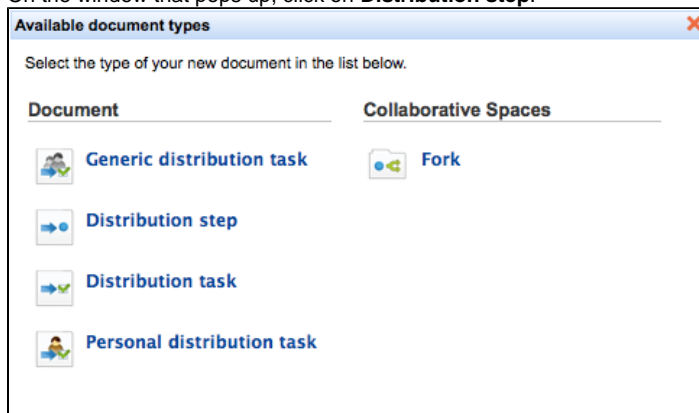 On the window that pops up, click on Distribution step.
Available document types
Select the type of your new document in the list below.
Document
Collaborative Spaces
Generic distribution task
Fork
Distribution step
Distribution task
Personal distribution task